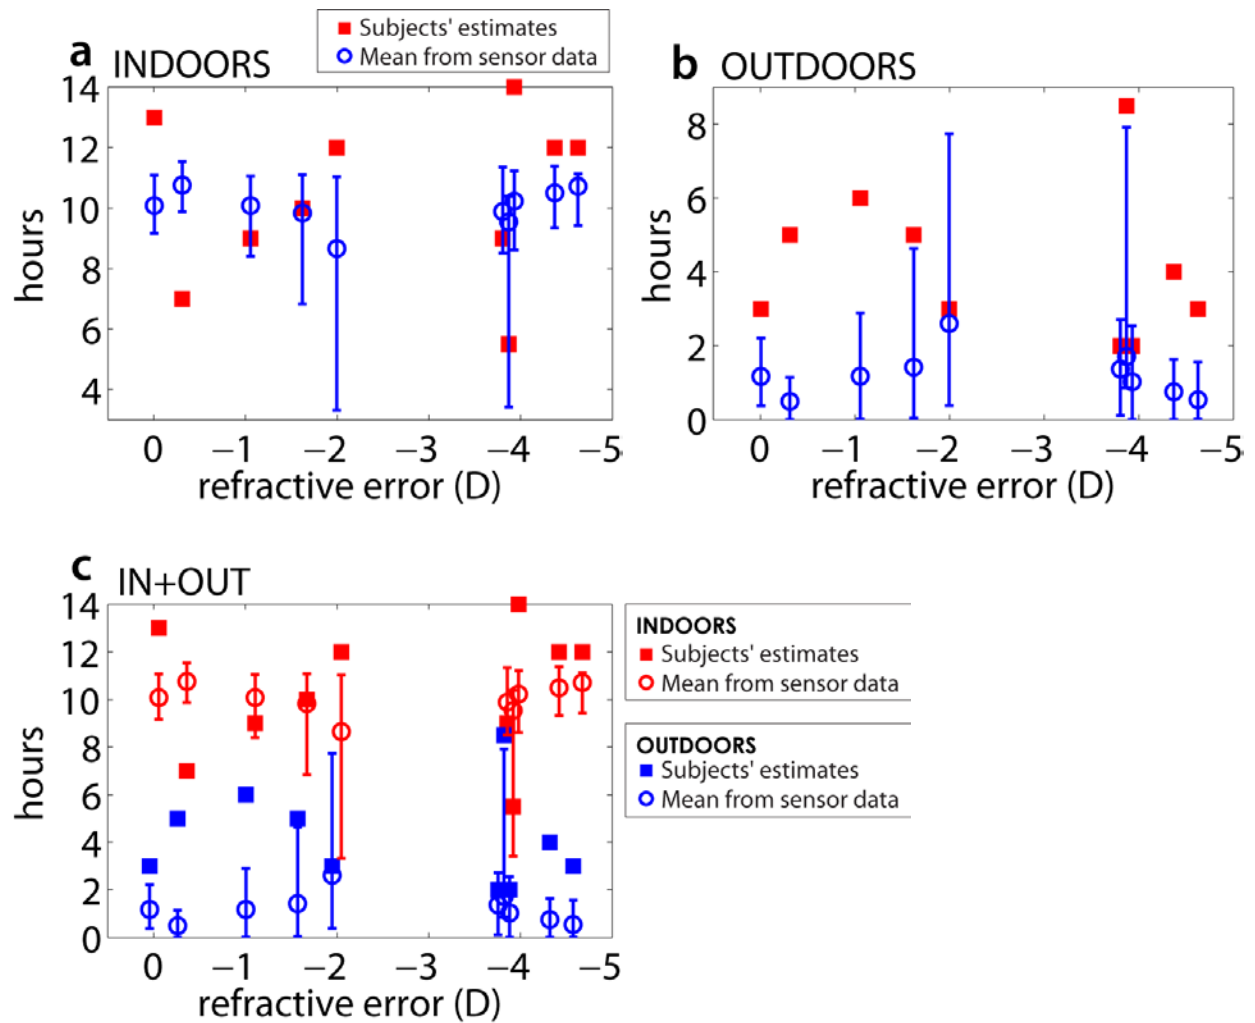 a INDOORS
Subjects' estimates
Mean from sensor data
14
12
10
8
6
4
hours
0 −1 −2 −3 −4 −5
refractive error (D)
b OUTDOORS
8
6
4
2
0
hours
0 −1 −2 −3 −4 −5
refractive error (D)
c IN+OUT
14
12
10
8
6
4
2
0
hours
0 −1 −2 −3 −4 −5
refractive error (D)
INDOORS
Subjects' estimates
Mean from sensor data
OUTDOORS
Subjects' estimates
Mean from sensor data